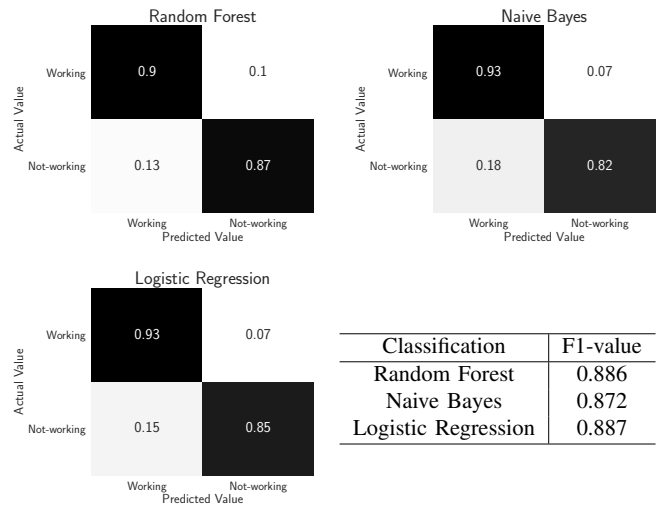 Random Forest
Actual Value
Working
0.9 0.1
Not-working
0.13 0.87
Working Not-working
Predicted Value
Naive Bayes
Actual Value
Working
0.93 0.07
Not-working
0.18 0.82
Working Not-working
Predicted Value
Logistic Regression
Actual Value
Working
0.93 0.07
Not-working
0.15 0.85
Working Not-working
Predicted Value
Classification F1-value
Random Forest 0.886
Naive Bayes 0.872
Logistic Regression 0.887